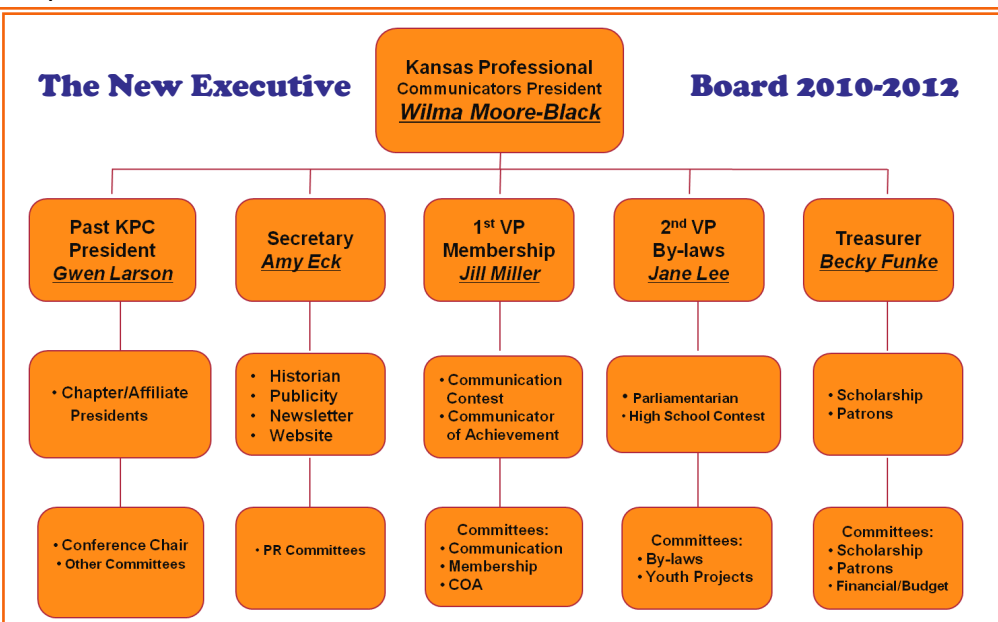 The New Executive
Kansas Professional
Communicators President
Wilma Moore-Black
Board 2010-2012
Past KPC
President
Gwen Larson
Secretary
Amy Eck
1st VP
Membership
Jill Miller
2nd VP
By-laws
Jane Lee
Treasurer
Becky Funke
• Chapter/Affiliate
Presidents
• Historian
• Publicity
• Newsletter
• Website
• Communication
Contest
• Communicator
of Achievement
• Parliamentarian
• High School Contest
• Scholarship
• Patrons
• Conference Chair
• Other Committees
• PR Committees
Committees:
• Communication
• Membership
• COA
Committees:
• By-laws
• Youth Projects
Committees:
• Scholarship
• Patrons
• Financial/Budget